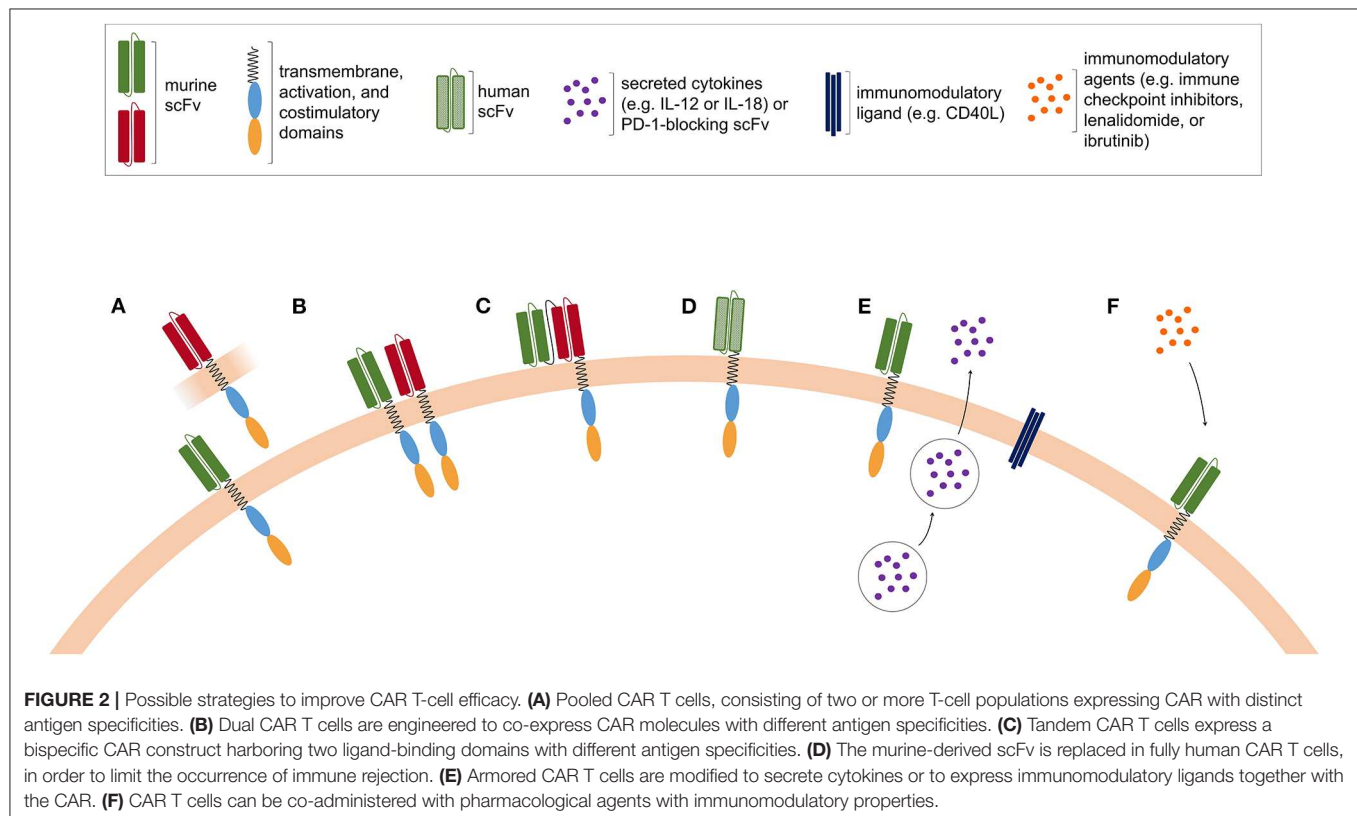 murine
scFv
transmembrane,
activation, and
costimulatory
domains
human
scFv
secreted cytokines
(e.g. IL-12 or IL-18) or
PD-1-blocking scFv
immunomodulatory
ligand (e.g. CD40L)
immunomodulatory
agents (e.g. immune
checkpoint inhibitors,
lenalidomide, or
ibrutinib)
A
B
C
D
E
F
FIGURE 2 | Possible strategies to improve CAR T-cell efficacy. (A) Pooled CAR T cells, consisting of two or more T-cell populations expressing CAR with distinct
antigen specificities. (B) Dual CAR T cells are engineered to co-express CAR molecules with different antigen specificities. (C) Tandem CAR T cells express a
bispecific CAR construct harboring two ligand-binding domains with different antigen specificities. (D) The murine-derived scFv is replaced in fully human CAR T cells,
in order to limit the occurrence of immune rejection. (E) Armored CAR T cells are modified to secrete cytokines or to express immunomodulatory ligands together with
the CAR. (F) CAR T cells can be co-administered with pharmacological agents with immunomodulatory properties.